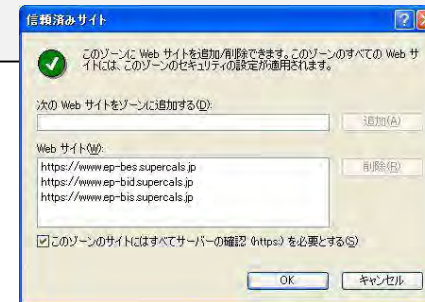 信頼済みサイト
このゾーンに Web サイトを追加/削除できます。このゾーンのすべての Web サ
イトには、このゾーンのセキュリティの設定が適用されます。
次の Web サイトをゾーンに追加する(D):
追加(A)
Web サイト(W):
https://www.ep-bes.supercals.jp
https://www.ep-bid.supercals.jp
https://www.ep-bis.supercals.jp
削除(R)
このゾーンのサイトにはすべてサーバーの確認 (https:) を必要とする(S)
OK
キャンセル